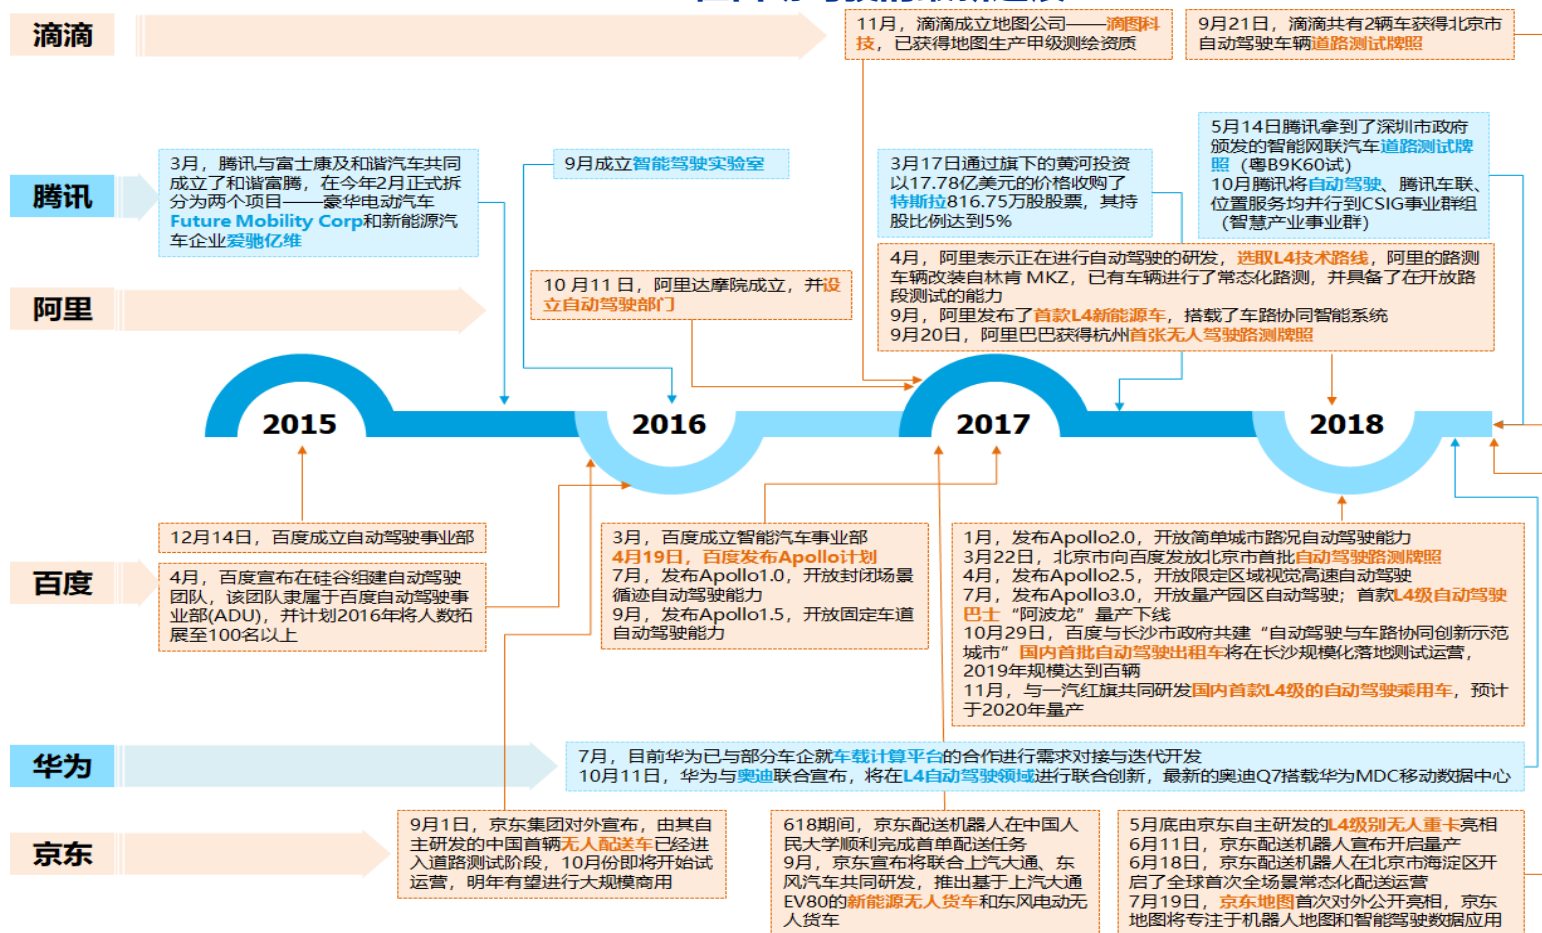 滴滴
11月，滴滴成立地图公司——滴图科
技，已获得地图生产甲级测绘资质
9月21日，滴滴共有2辆车获得北京市
自动驾驶车辆道路测试牌照
腾讯
3月，腾讯与富士康及和谐汽车共同
成立了和谐富腾，在今年2月正式拆
分为两个项目——豪华电动汽车
Future Mobility Corp和新能源汽
车企业爱驰亿维
9月成立智能驾驶实验室
3月17日通过旗下的黄河投资
以17.78亿美元的价格收购了
特斯拉816.75万股股票，其持
股比例达到5%
5月14日腾讯拿到了深圳市政府
颁发的智能网联汽车道路测试牌
照（粤B9K60试）
10月腾讯将自动驾驶、腾讯车联、
位置服务均并行到CSIG事业群组
（智慧产业事业群）
阿里
10 月11 日，阿里达摩院成立，并设
立自动驾驶部门
4月，阿里表示正在进行自动驾驶的研发，选取L4技术路线，阿里的路测
车辆改装自林肯 MKZ，已有车辆进行了常态化路测，并具备了在开放路
段测试的能力
9月，阿里发布了首款L4新能源车，搭载了车路协同智能系统
9月20日，阿里巴巴获得杭州首张无人驾驶路测牌照
2015
2016
2017
2018
百度
12月14日，百度成立自动驾驶事业部
4月，百度宣布在硅谷组建自动驾驶
团队，该团队隶属于百度自动驾驶事
业部(ADU)，并计划2016年将人数拓
展至100名以上
3月，百度成立智能汽车事业部
4月19日，百度发布Apollo计划
7月，发布Apollo1.0，开放封闭场景
循迹自动驾驶能力
9月，发布Apollo1.5，开放固定车道
自动驾驶能力
1月，发布Apollo2.0，开放简单城市路况自动驾驶能力
3月22日，北京市向百度发放北京市首批自动驾驶路测牌照
4月，发布Apollo2.5，开放限定区域视觉高速自动驾驶
7月，发布Apollo3.0，开放量产园区自动驾驶；首款L4级自动驾驶
巴士“阿波龙”量产下线
10月29日，百度与长沙市政府共建“自动驾驶与车路协同创新示范
城市”国内首批自动驾驶出租车将在长沙规模化落地测试运营，
2019年规模达到百辆
11月，与一汽红旗共同研发国内首款L4级的自动驾驶乘用车，预计
于2020年量产
华为
7月，目前华为已与部分车企就车载计算平台的合作进行需求对接与迭代开发
10月11日，华为与奥迪联合宣布，将在L4自动驾驶领域进行联合创新，最新的奥迪Q7搭载华为MDC移动数据中心
京东
9月1日，京东集团对外宣布，由其自
主研发的中国首辆无人配送车已经进
入道路测试阶段，10月份即将开始试
运营，明年有望进行大规模商用
618期间，京东配送机器人在中国人
民大学顺利完成首单配送任务
9月，京东宣布将联合上汽大通、东
风汽车共同研发，推出基于上汽大通
EV80的新能源无人货车和东风电动无
人货车
5月底由京东自主研发的L4级别无人重卡亮相
6月11日，京东配送机器人宣布开启量产
6月18日，京东配送机器人在北京市海淀区开
启了全球首次全场景常态化配送运营
7月19日，京东地图首次对外公开亮相，京东
地图将专注于机器人地图和智能驾驶数据应用